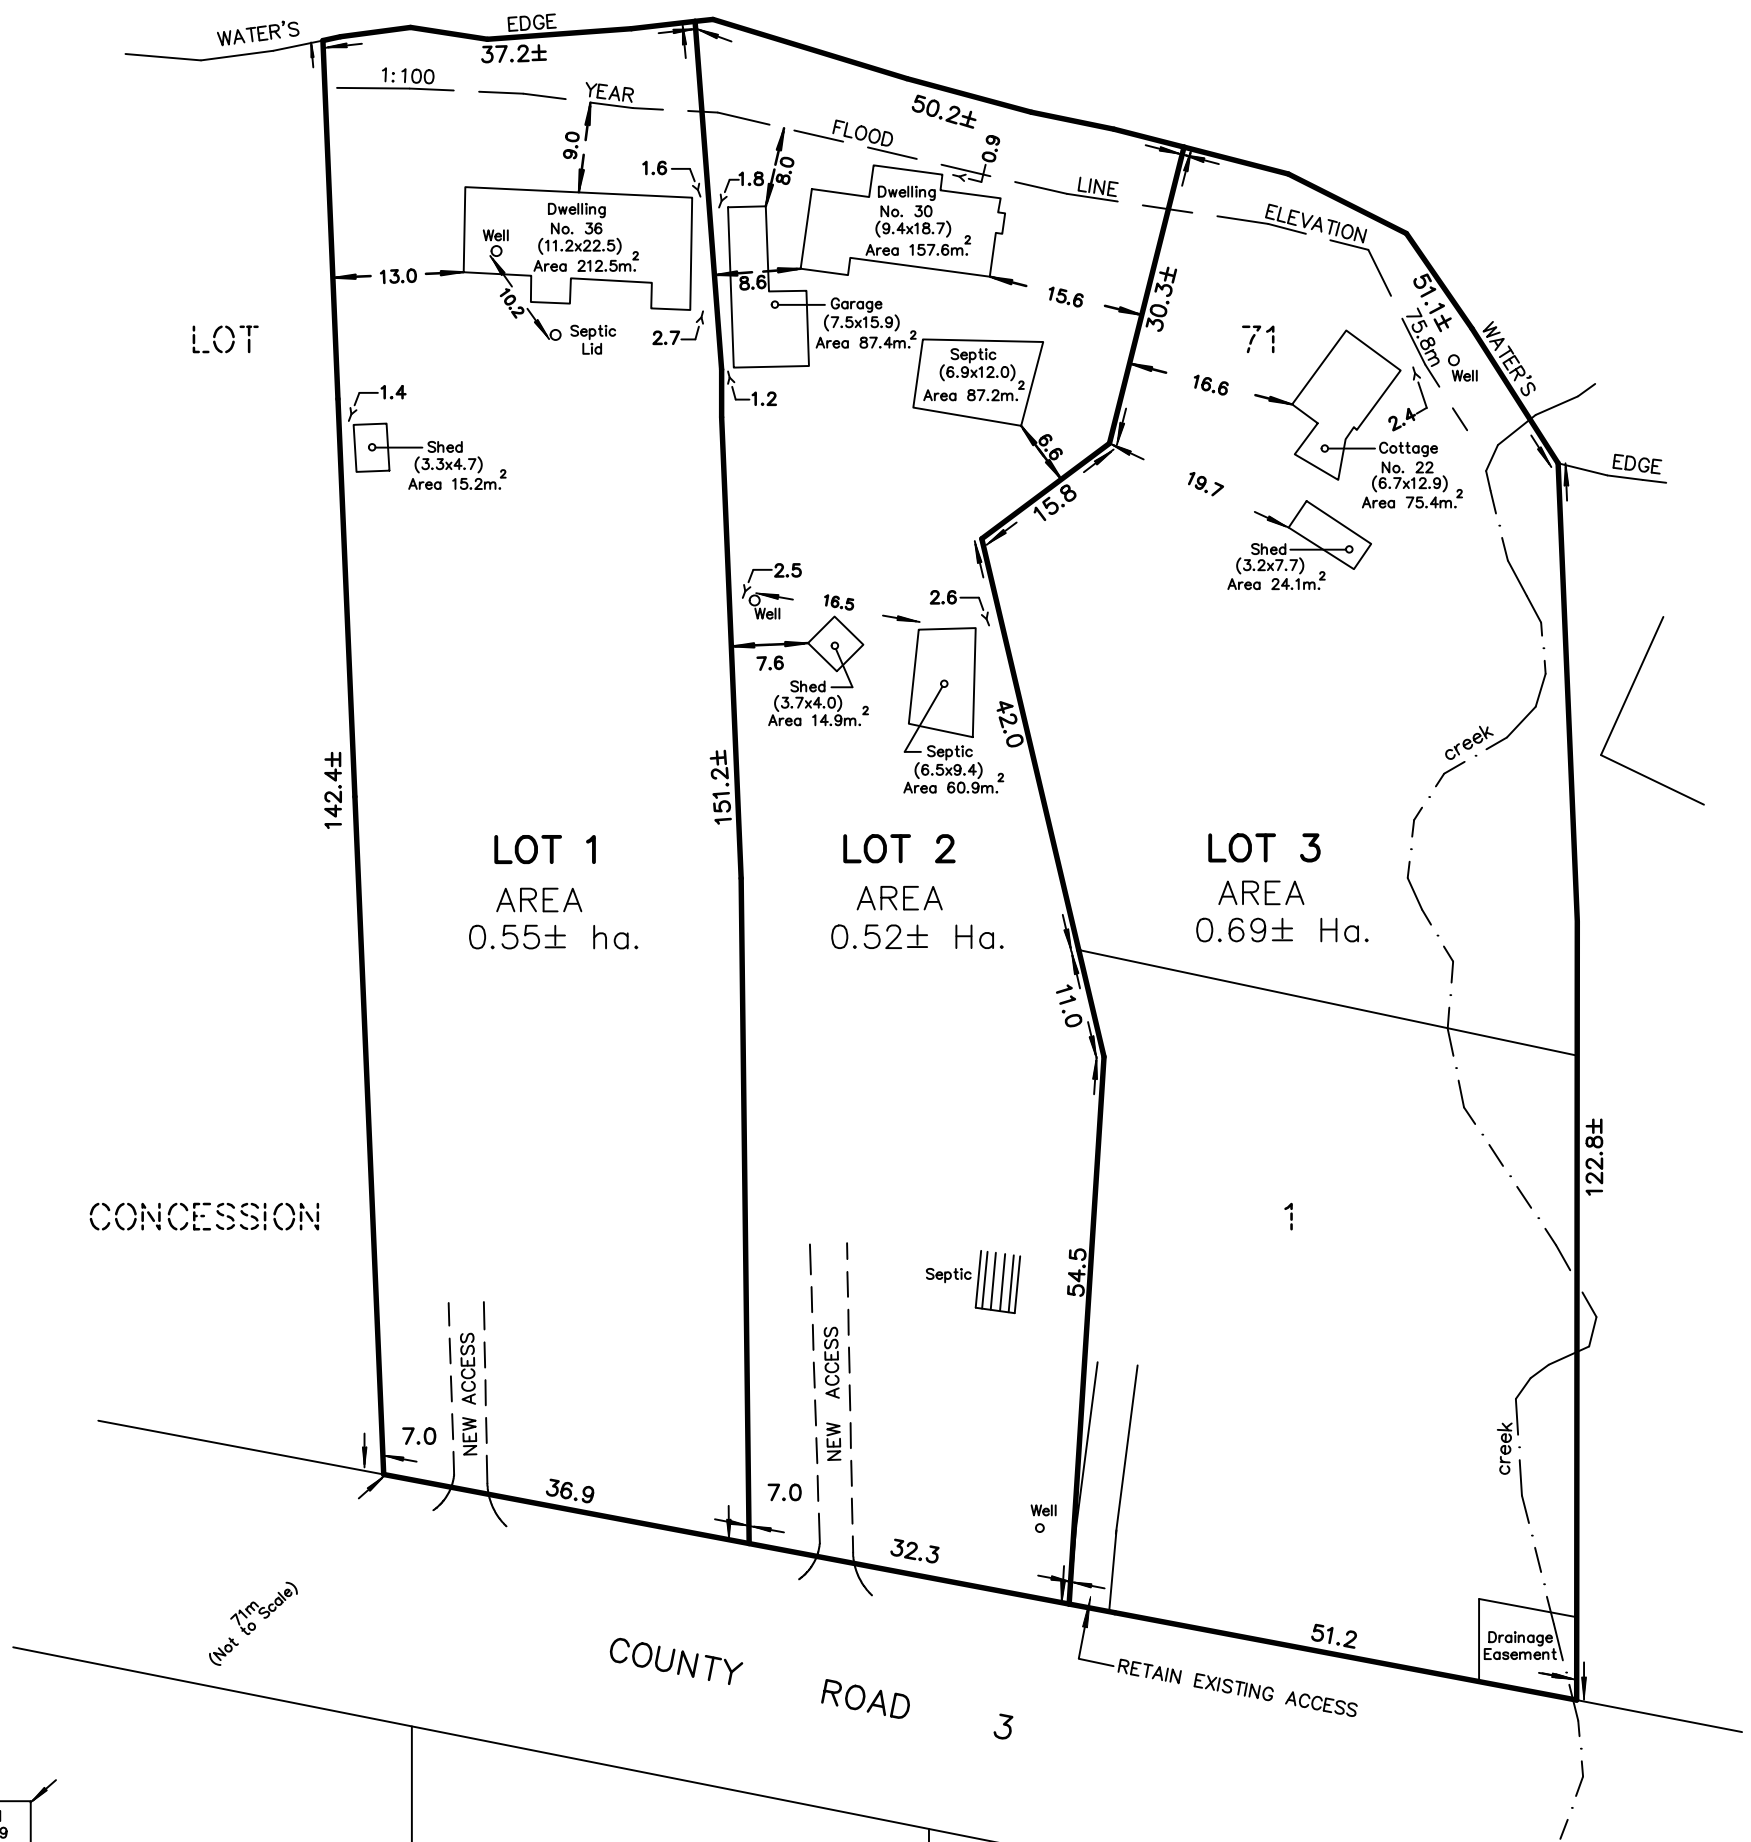 WATER'S
EDGE
37.2±
1:100
YEAR
FLOOD
LINE
ELEVATION
75.8m
50.2±
51.1±
WATER'S
EDGE
9.0
1.6
1.8
8.0
0.9
Dwelling
No. 36
(11.2x22.5)
Area 212.5m.²
Well
10.2
Septic
Lid
13.0
2.7
Dwelling
No. 30
(9.4x18.7)
Area 157.6m.²
8.6
15.6
30.3±
Garage
(7.5x15.9)
Area 87.4m.²
1.2
Septic
(6.9x12.0)
Area 87.2m.²
6.6
15.8
LOT
71
16.6
2.4
Well
Cottage
No. 22
(6.7x12.9)
Area 75.4m.²
19.7
Shed
(3.2x7.7)
Area 24.1m.²
1.4
Shed
(3.3x4.7)
Area 15.2m.²
2.5
Well
16.5
2.6
7.6
Shed
(3.7x4.0)
Area 14.9m.²
Septic
(6.5x9.4)
Area 60.9m.²
42.0
creek
142.4±
151.2±
LOT 1
AREA
0.55± ha.
LOT 2
AREA
0.52± Ha.
LOT 3
AREA
0.69± Ha.
11.0
122.8±
CONCESSION
1
Septic
54.5
NEW ACCESS
NEW ACCESS
creek
7.0
36.9
7.0
Well
32.3
51.2
Drainage
Easement
RETAIN EXISTING ACCESS
71m
(Not to Scale)
COUNTY ROAD 3
9